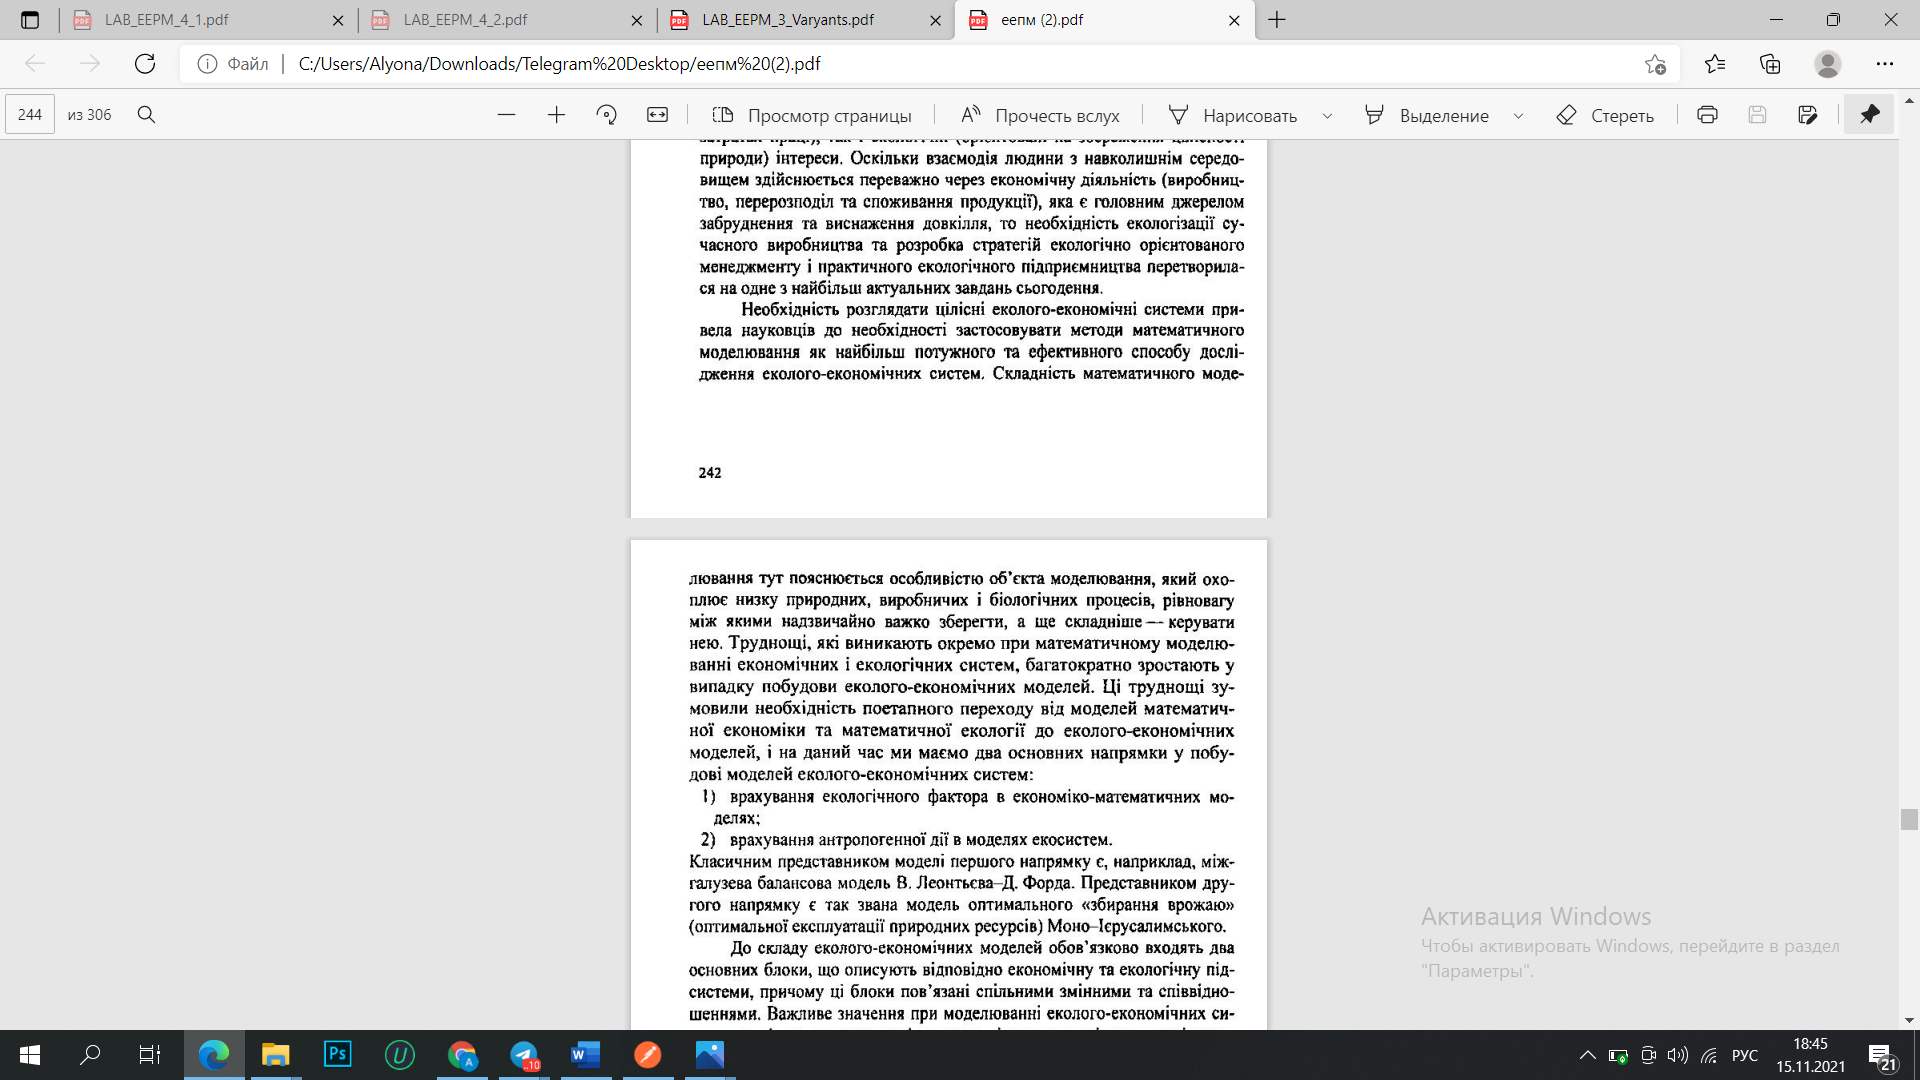 LAB_EEPM_4_1.pdf
LAB_EEPM_4_2.pdf
LAB_EEPM_3_Varyants.pdf
еепм (2).pdf
Файл
C:/Users/Alyona/Downloads/Telegram%20Desktop/еепм%20(2).pdf
244 из 306
Просмотр страницы
Прочесть вслух
Нарисовать
Выделение
Стереть
природи) інтереси. Оскільки взаємодія людини з навколишнім середо-
вищем здійснюється переважно через економічну діяльність (виробниц-
тво, перерозподіл та споживання продукції), яка є головним джерелом
забруднення та виснаження довкілля, то необхідність екологізації су-
часного виробництва та розробка стратегій екологічно орієнтованого
менеджменту і практичного екологічного підприємництва перетворила-
ся на одне з найбільш актуальних завдань сьогодення.
Необхідність розглядати цілісні еколого-економічні системи при-
вела науковців до необхідності застосовувати методи математичного
моделювання як найбільш потужного та ефективного способу дослі-
дження еколого-економічних систем. Складність математичного моде-
242
лювання тут пояснюється особливістю об’єкта моделювання, який охо-
плює низку природних, виробничих і біологічних процесів, рівновагу
між якими надзвичайно важко зберегти, а ще складніше — керувати
нею. Труднощі, які виникають окремо при математичному моделю-
ванні економічних і екологічних систем, багатократно зростають у
випадку побудови еколого-економічних моделей. Ці труднощі зу-
мовили необхідність поетапного переходу від моделей математич-
ної економіки та математичної екології до еколого-економічних
моделей, і на даний час ми маємо два основних напрямки у побу-
дові моделей еколого-економічних систем:
1) врахування екологічного фактора в економіко-математичних мо-
делях;
2) врахування антропогенної дії в моделях екосистем.
Класичним представником моделі першого напрямку є, наприклад, між-
галузева балансова модель В. Леонтьєва–Д. Форда. Представником дру-
гого напрямку є так звана модель оптимального «збирання врожаю»
(оптимальної експлуатації природних ресурсів) Моно–Ієрусалимського.
До складу еколого-економічних моделей обов’язково входять два
основних блоки, що описують відповідно економічну та екологічну під-
системи, причому ці блоки пов’язані спільними змінними та співвідно-
шеннями. Важливе значення при моделюванні еколого-економічних си-
Активация Windows
Чтобы активировать Windows, перейдите в раздел
"Параметры".
РУС
18:45
15.11.2021
21